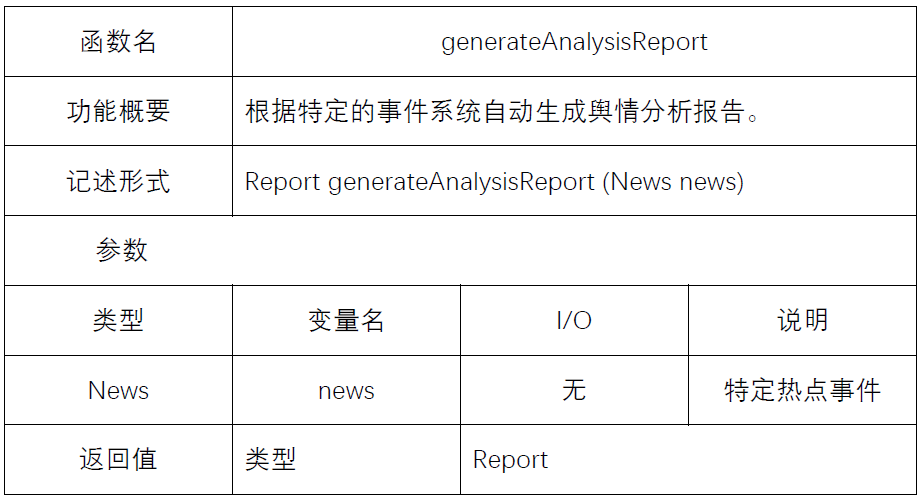 函数名 generateAnalysisReport
功能概要 根据特定的事件系统自动生成舆情分析报告。
记述形式 Report generateAnalysisReport (News news)
参数
类型 变量名 I/O 说明
News news 无 特定热点事件
返回值 类型 Report